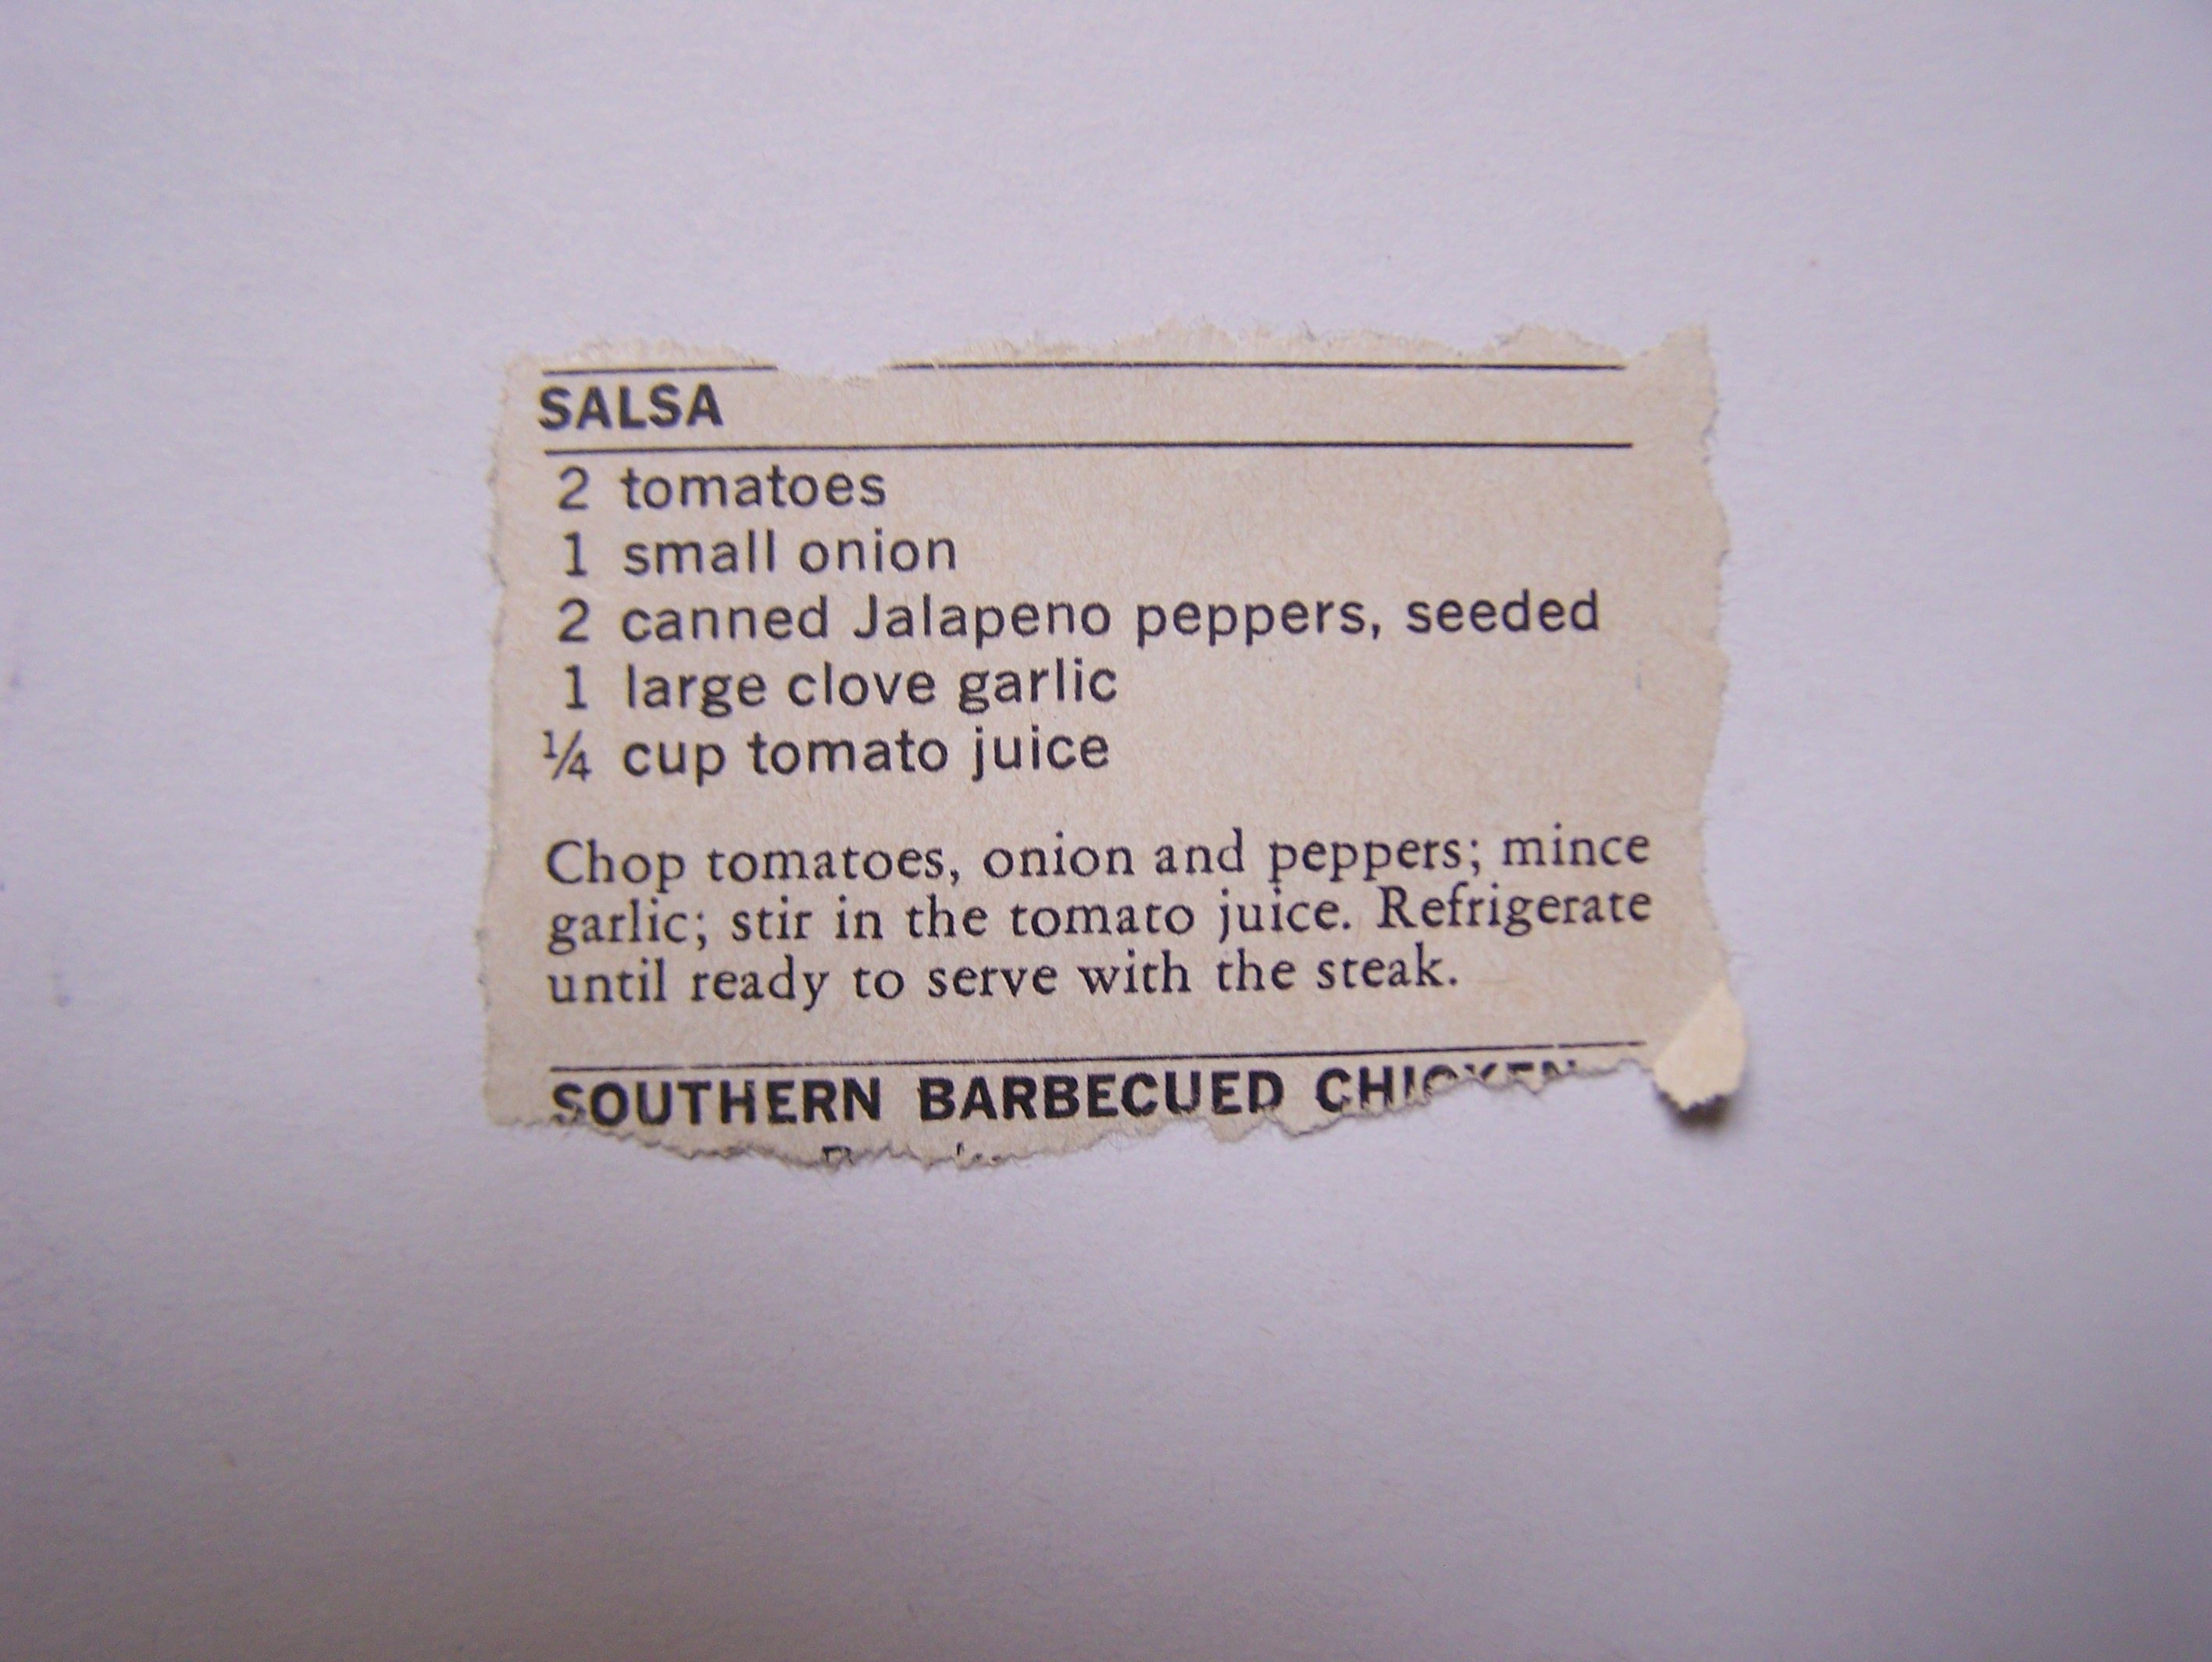 SALSA
2 tomatoes
1 small onion
2 canned Jalapeno peppers, seeded
1 large clove garlic
¼ cup tomato juice
Chop tomatoes, onion and peppers; mince
garlic; stir in the tomato juice. Refrigerate
until ready to serve with the steak.
SOUTHERN BARBECUED CHICKEN